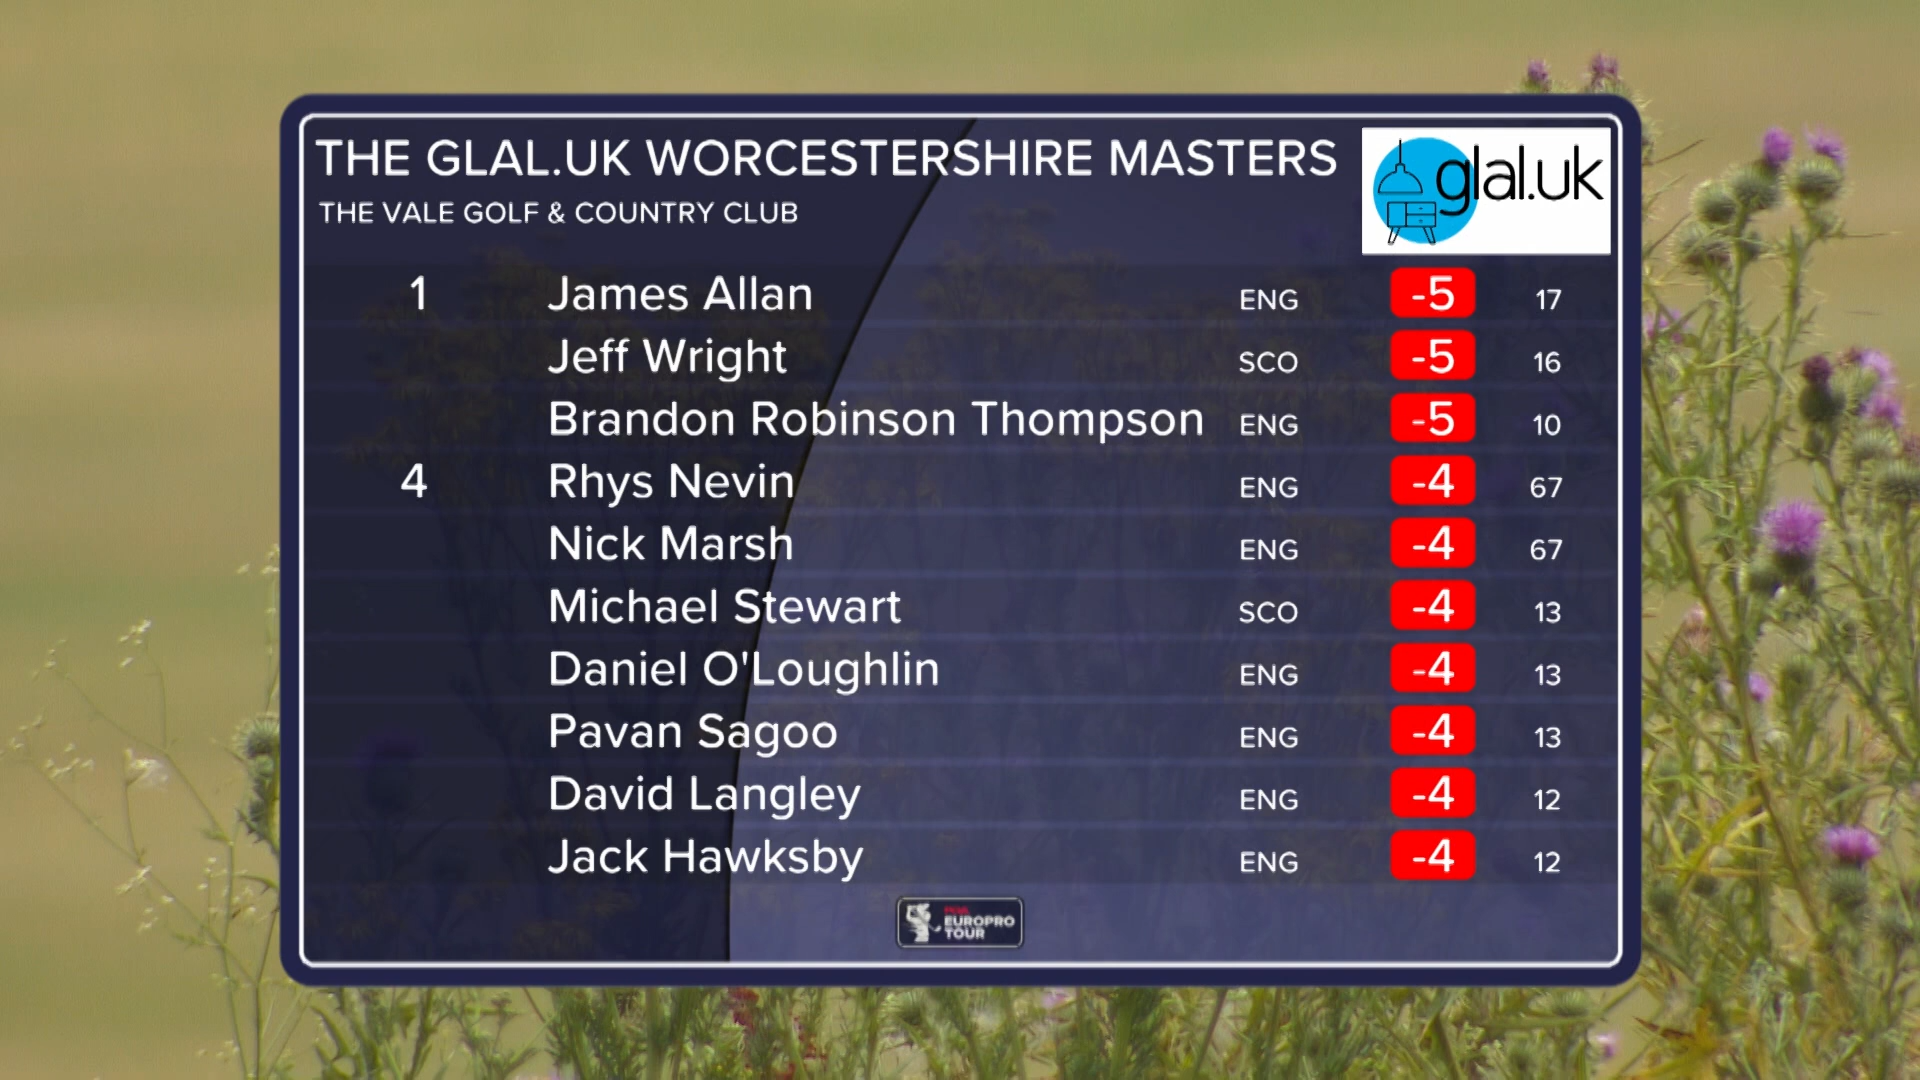 THE GLAL.UK WORCESTERSHIRE MASTERS
glal.uk
THE VALE GOLF & COUNTRY CLUB
1 James Allan ENG -5 17
Jeff Wright SCO -5 16
Brandon Robinson Thompson ENG -5 10
4 Rhys Nevin ENG -4 67
Nick Marsh ENG -4 67
Michael Stewart SCO -4 13
Daniel O'Loughlin ENG -4 13
Pavan Sagoo ENG -4 13
David Langley ENG -4 12
Jack Hawksby ENG -4 12
EUROPRO
TOUR